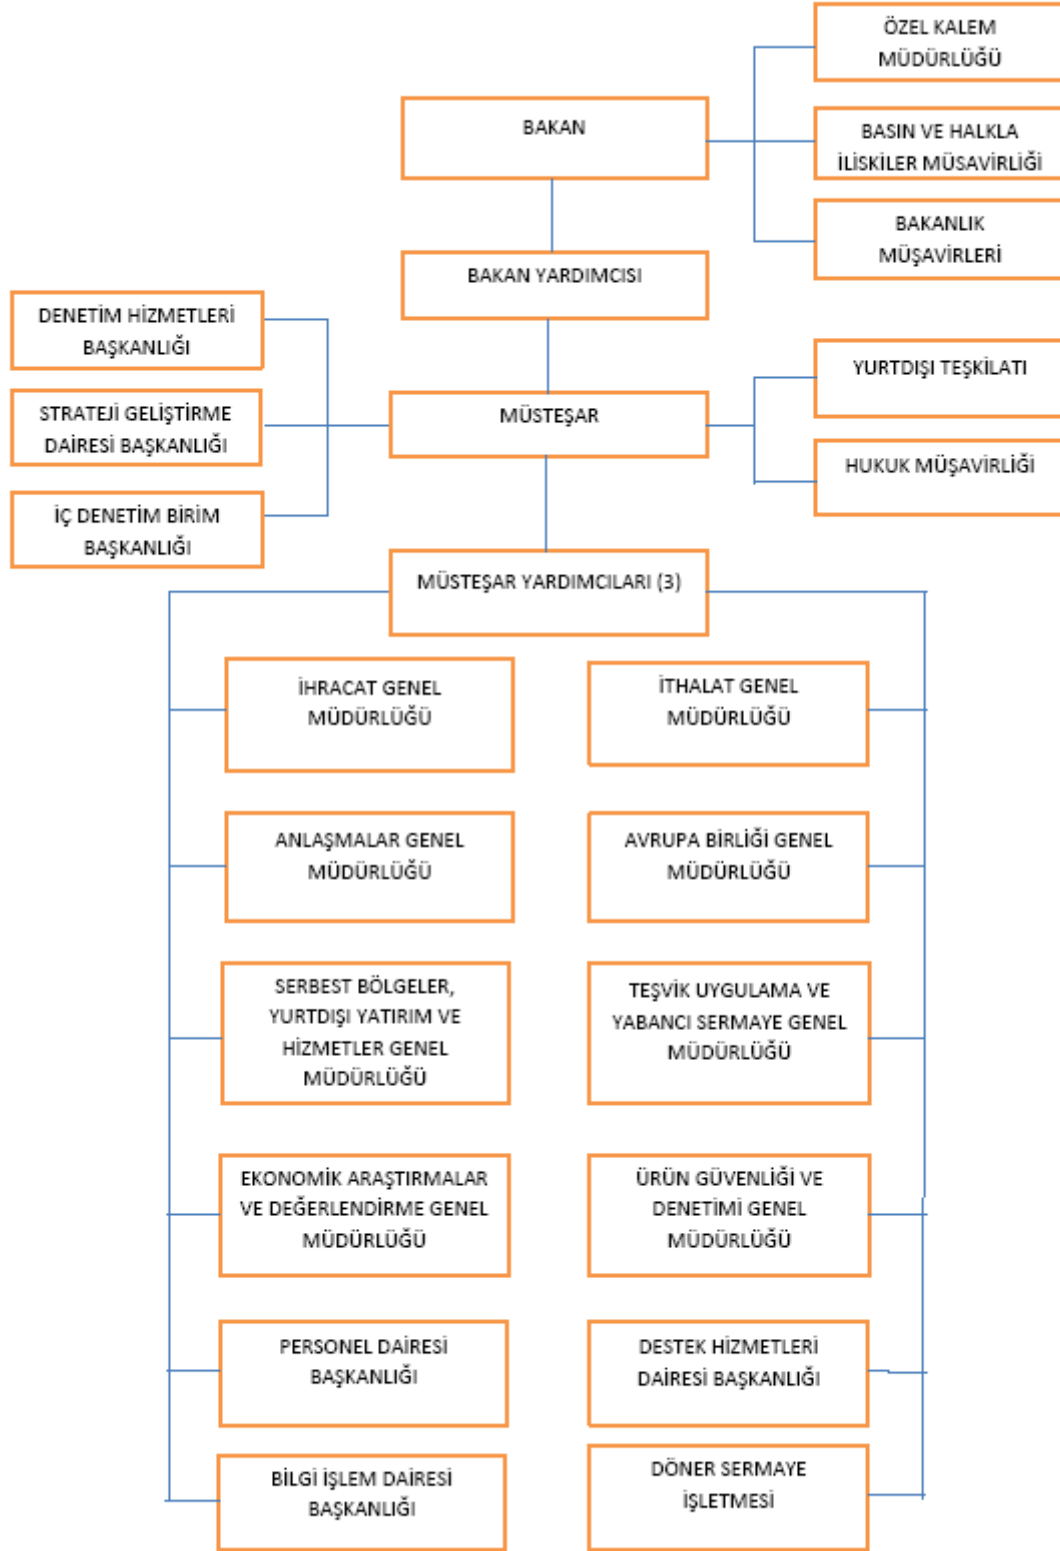 ÖZEL KALEM
MÜDÜRLÜĞÜ
BAKAN
BASIN VE HALKLA
İLİSKİLER MÜSAVİRLİĞİ
BAKANLIK
MÜŞAVİRLERİ
BAKAN YARDIMCISI
DENETİM HİZMETLERİ
BAŞKANLIĞI
YURTDIŞI TEŞKİLATI
STRATEJİ GELİŞTİRME
DAİRESİ BAŞKANLIĞI
MÜSTEŞAR
HUKUK MÜŞAVİRLİĞİ
İÇ DENETİM BİRİM
BAŞKANLIĞI
MÜSTEŞAR YARDIMCILARI (3)
İHRACAT GENEL
MÜDÜRLÜĞÜ
İTHALAT GENEL
MÜDÜRLÜĞÜ
ANLAŞMALAR GENEL
MÜDÜRLÜĞÜ
AVRUPA BİRLİĞİ GENEL
MÜDÜRLÜĞÜ
SERBEST BÖLGELER,
YURTDIŞI YATIRIM VE
HİZMETLER GENEL
MÜDÜRLÜĞÜ
TEŞVİK UYGULAMA VE
YABANCI SERMAYE GENEL
MÜDÜRLÜĞÜ
EKONOMİK ARAŞTIRMALAR
VE DEĞERLENDİRME GENEL
MÜDÜRLÜĞÜ
ÜRÜN GÜVENLİĞİ VE
DENETİMİ GENEL
MÜDÜRLÜĞÜ
PERSONEL DAİRESİ
BAŞKANLIĞI
DESTEK HİZMETLERİ
DAİRESİ BAŞKANLIĞI
BİLGİ İŞLEM DAİRESİ
BAŞKANLIĞI
DÖNER SERMAYE
İŞLETMESİ